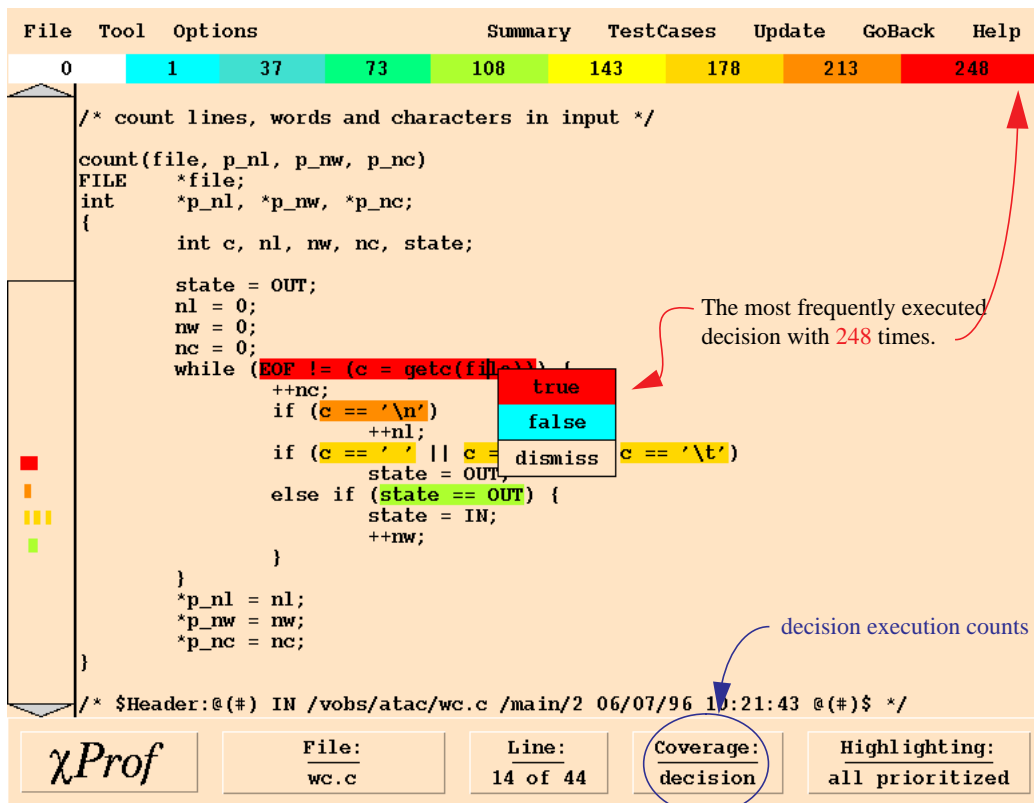 File Tool Options Summary TestCases Update GoBack Help
0 1 37 73 108 143 178 213 248
/* count lines, words and characters in input */
count(file, p_nl, p_nw, p_nc)
FILE *file;
int *p_nl, *p_nw, *p_nc;
{
int c, nl, nw, nc, state;
state = OUT;
nl = 0;
nw = 0;
nc = 0;
The most frequently executed
decision with 248 times.
while (EOF != (c = getc(file)) {
true
false
dismiss
++nc;
if (c == '\n')
++nl;
if (c == ' ' || c = c == '\t')
state = OUT;
else if (state == OUT) {
state = IN;
++nw;
}
}
*p_nl = nl;
*p_nw = nw;
*p_nc = nc;
}
decision execution counts
/* $Header:@(#) IN /vobs/atac/wc.c /main/2 06/07/96 10:21:43 @(#)$ */
χProf
File:
wc.c
Line:
14 of 44
Coverage:
decision
Highlighting:
all prioritized